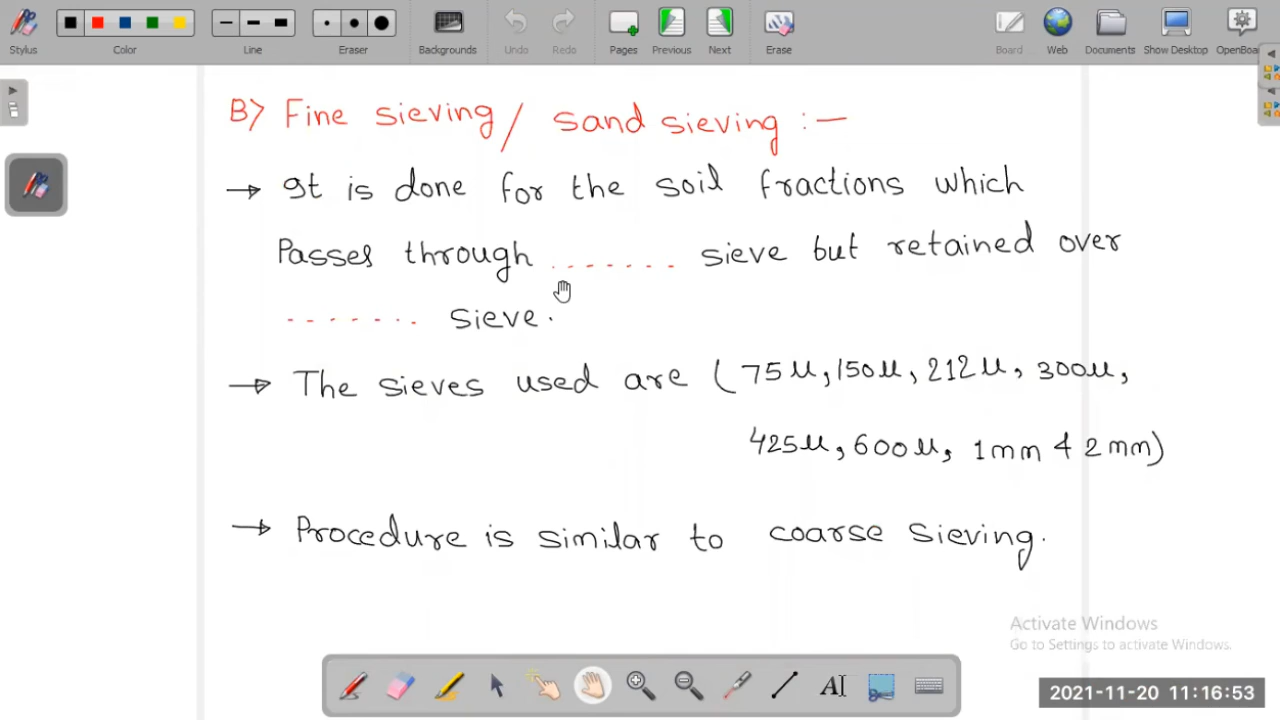 Stylus
Color
Line
Eraser
Backgrounds
Undo
Redo
Pages
Previous
Next
Erase
Board
Web
Documents
Show Desktop
OpenBoa
B) Fine sieving/ sand sieving :-
→ It is done for the soil fractions which
Passes through ....... sieve but retained over
....... sieve.
→ The sieves used are (75μ, 150μ, 212μ, 300μ,
425μ, 600μ, 1mm & 2mm)
→ Procedure is similar to coarse sieving.
Activate Windows
Go to Settings to activate Windows.
AI
2021-11-20 11:16:53